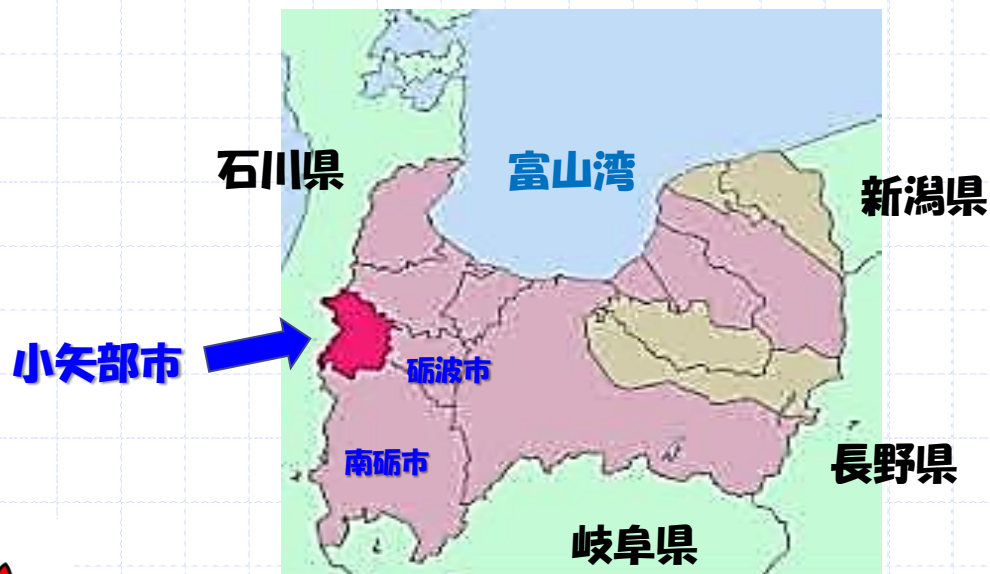 石川県
富山湾
新潟県
小矢部市
砺波市
南砺市
長野県
岐阜県